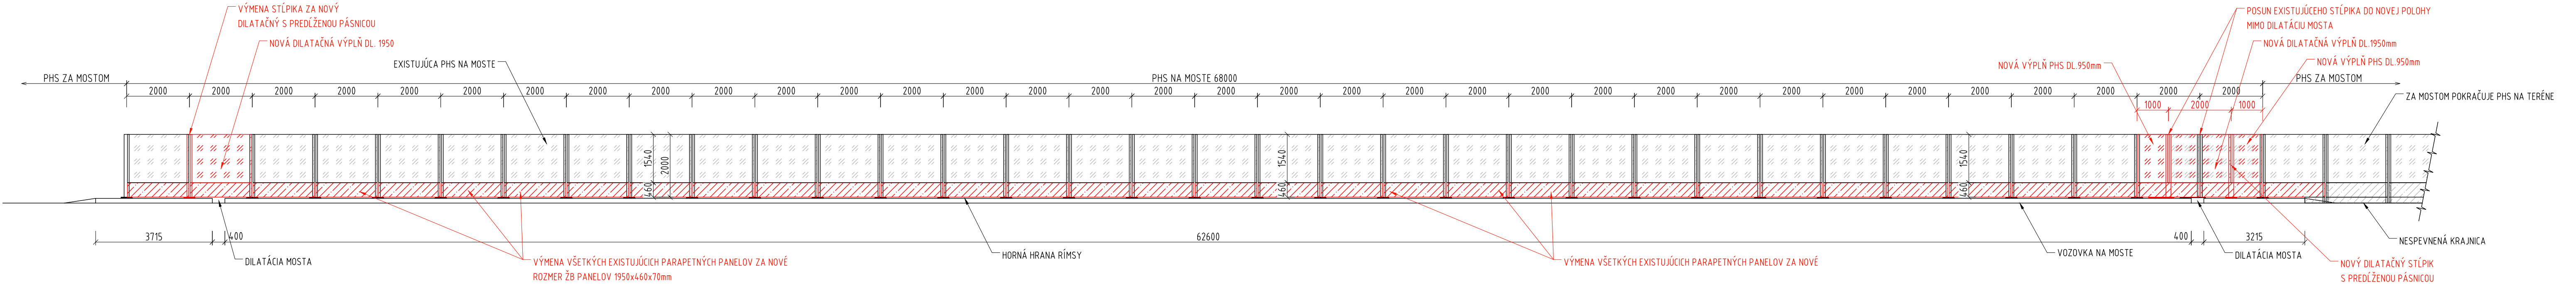 VÝMENA STĹPIKA ZA NOVÝ
DILATAČNÝ S PREDĹŽENOU PÁSNICOU
NOVÁ DILATAČNÁ VÝPLŇ DL. 1950
EXISTUJÚCA PHS NA MOSTE
POSUN EXISTUJÚCEHO STĹPIKA DO NOVEJ POLOHY
MIMO DILATÁCIU MOSTA
NOVÁ DILATAČNÁ VÝPLŇ DL.1950mm
NOVÁ VÝPLŇ PHS DL.950mm
NOVÁ VÝPLŇ PHS DL.950mm
PHS ZA MOSTOM
PHS NA MOSTE 68000
PHS ZA MOSTOM
2000 2000 2000 2000 2000 2000 2000 2000 2000 2000 2000 2000 2000 2000 2000 2000 2000 2000 2000 2000 2000 2000 2000 2000 2000 2000 2000 2000 2000 2000 2000 2000 2000 2000
ZA MOSTOM POKRAČUJE PHS NA TERÉNE
1000 2000 1000
1540
460
2000
1540
460
1540
460
3715
400
62600
400
3215
DILATÁCIA MOSTA
VÝMENA VŠETKÝCH EXISTUJÚCICH PARAPETNÝCH PANELOV ZA NOVÉ
ROZMER ŽB PANELOV 1950x460x70mm
HORNÁ HRANA RÍMSY
VÝMENA VŠETKÝCH EXISTUJÚCICH PARAPETNÝCH PANELOV ZA NOVÉ
VOZOVKA NA MOSTE
DILATÁCIA MOSTA
NESPEVNENÁ KRAJNICA
NOVÝ DILATAČNÝ STĹPIK
S PREDĹŽENOU PÁSNICOU